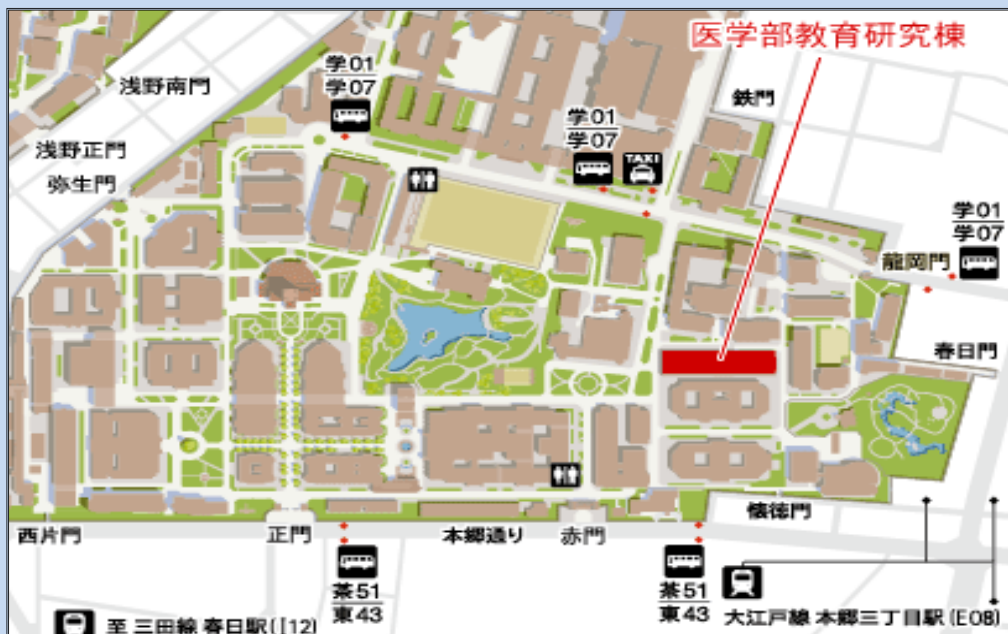 医学部教育研究棟
学01
学07
浅野南門
鉄門
学01
学07
TAXI
浅野正門
弥生門
学01
学07
龍岡門
春日門
懐徳門
西片門
正門
本郷通り
赤門
茶51
東43
茶51
東43
大江戸線 本郷三丁目駅(E08)
至 三田線 春日駅(I12)